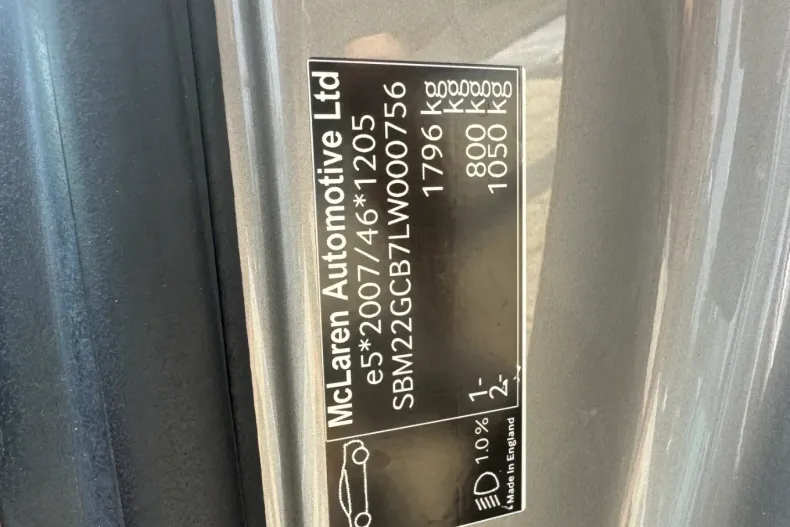 McLaren Automotive Ltd
e5*2007/46*1205
SBM22GCB7LW000756
1796 kg
kg
1- 800 kg
2- 1050 kg
1.0%
Made in England